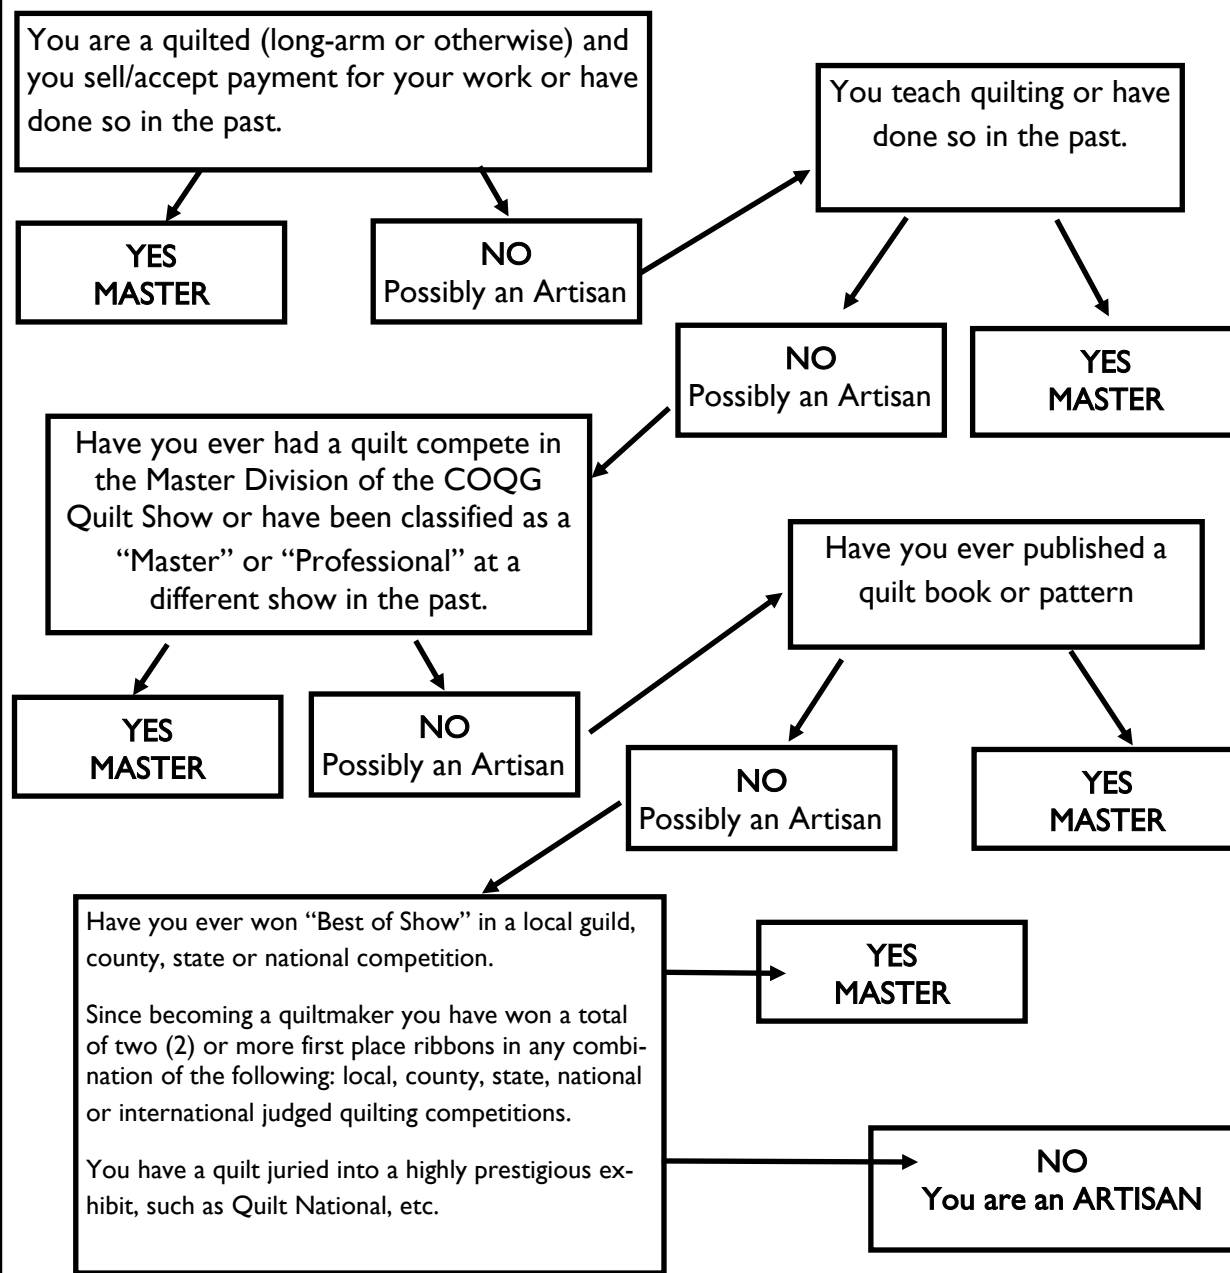 You are a quilted (long-arm or otherwise) and
you sell/accept payment for your work or have
done so in the past.
You teach quilting or have
done so in the past.
YES
MASTER
NO
Possibly an Artisan
NO
Possibly an Artisan
YES
MASTER
Have you ever had a quilt compete in
the Master Division of the COQG
Quilt Show or have been classified as a
“Master” or “Professional” at a
different show in the past.
Have you ever published a
quilt book or pattern
YES
MASTER
NO
Possibly an Artisan
NO
Possibly an Artisan
YES
MASTER
Have you ever won “Best of Show” in a local guild,
county, state or national competition.
Since becoming a quiltmaker you have won a total
of two (2) or more first place ribbons in any combi-
nation of the following: local, county, state, national
or international judged quilting competitions.
You have a quilt juried into a highly prestigious ex-
hibit, such as Quilt National, etc.
YES
MASTER
NO
You are an ARTISAN